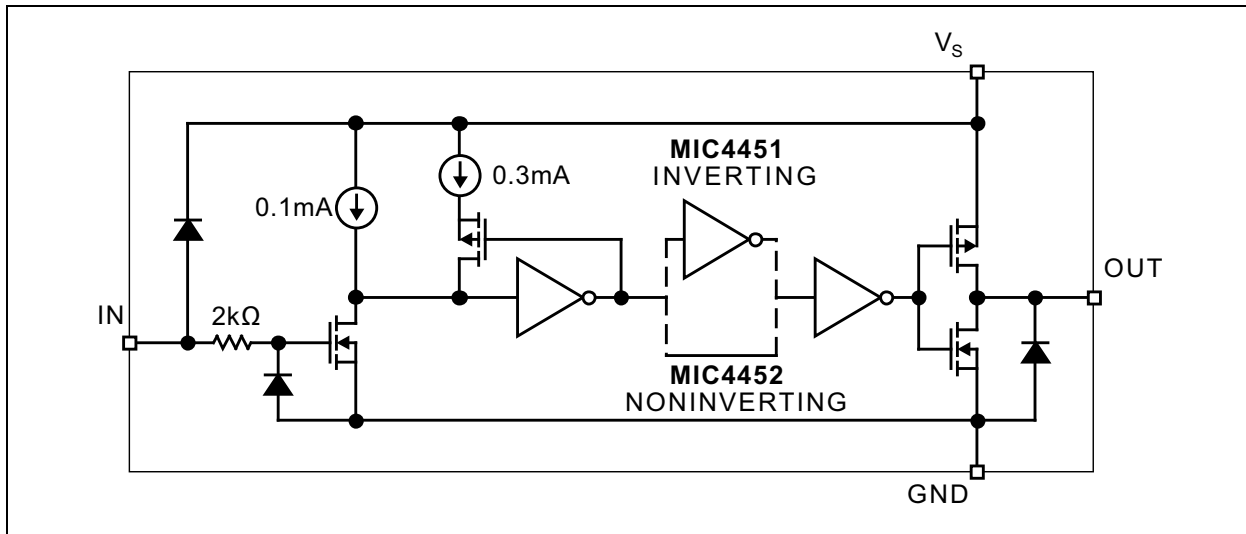 V_S
MIC4451
INVERTING
0.3mA
0.1mA
OUT
IN
2kΩ
MIC4452
NONINVERTING
GND